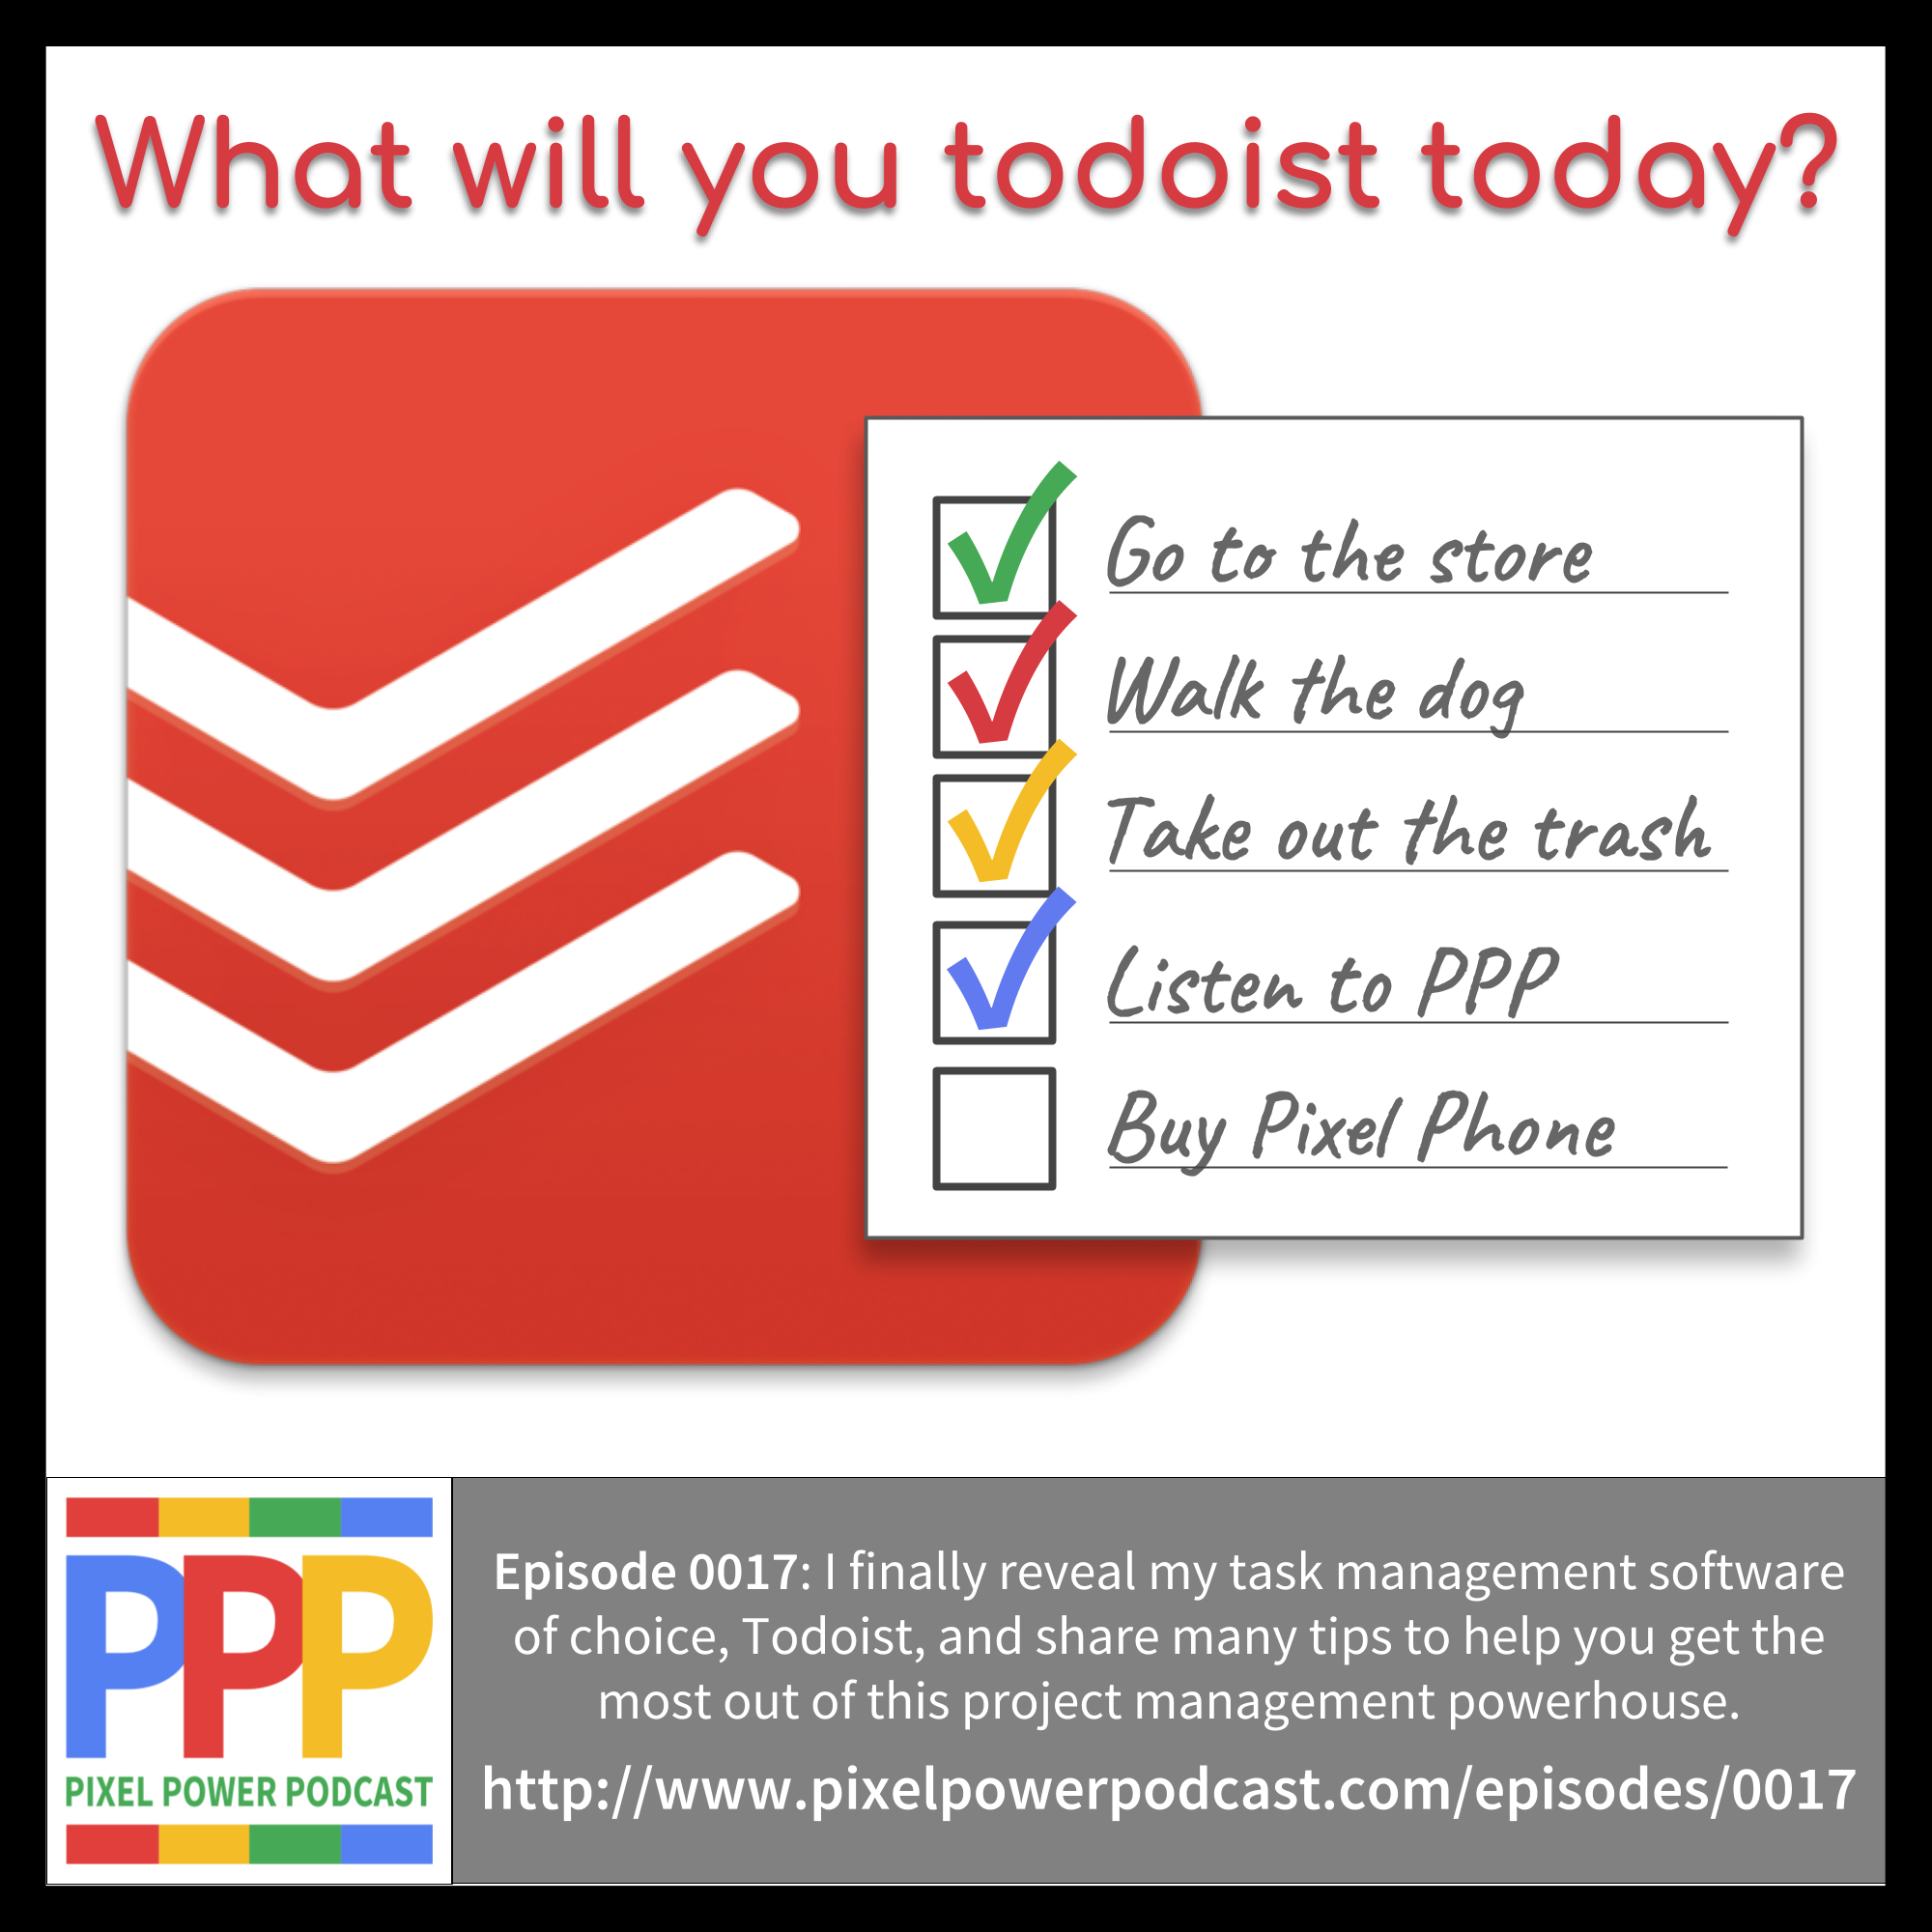 What will you todoist today?
Go to the store
Walk the dog
Take out the trash
Listen to PPP
Buy Pixel Phone
PPP
PIXEL POWER PODCAST
Episode 0017: I finally reveal my task management software
of choice, Todoist, and share many tips to help you get the
most out of this project management powerhouse.
http://www.pixelpowerpodcast.com/episodes/0017